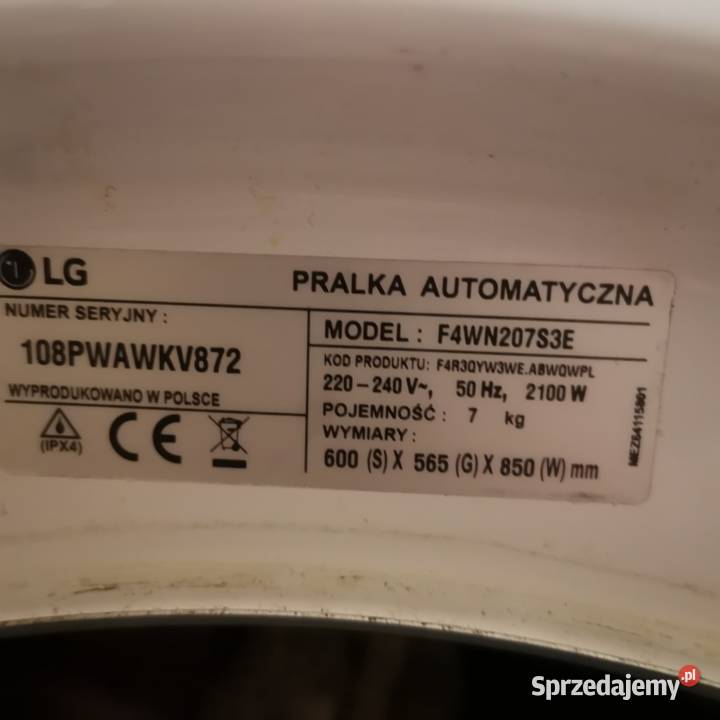 LG
PRALKA AUTOMATYCZNA
NUMER SERYJNY :
108PWAWKV872
WYPRODUKOWANO W POLSCE
(IPX4)
CE
MODEL : F4WN207S3E
KOD PRODUKTU: F4R3QYW3WE.ABWQWPL
220-240 V~, 50 Hz, 2100 W
POJEMNOŚĆ : 7 kg
WYMIARY :
600 (S) X 565 (G) X 850 (W) mm
MEZ64115801
Sprzedajemy.pl